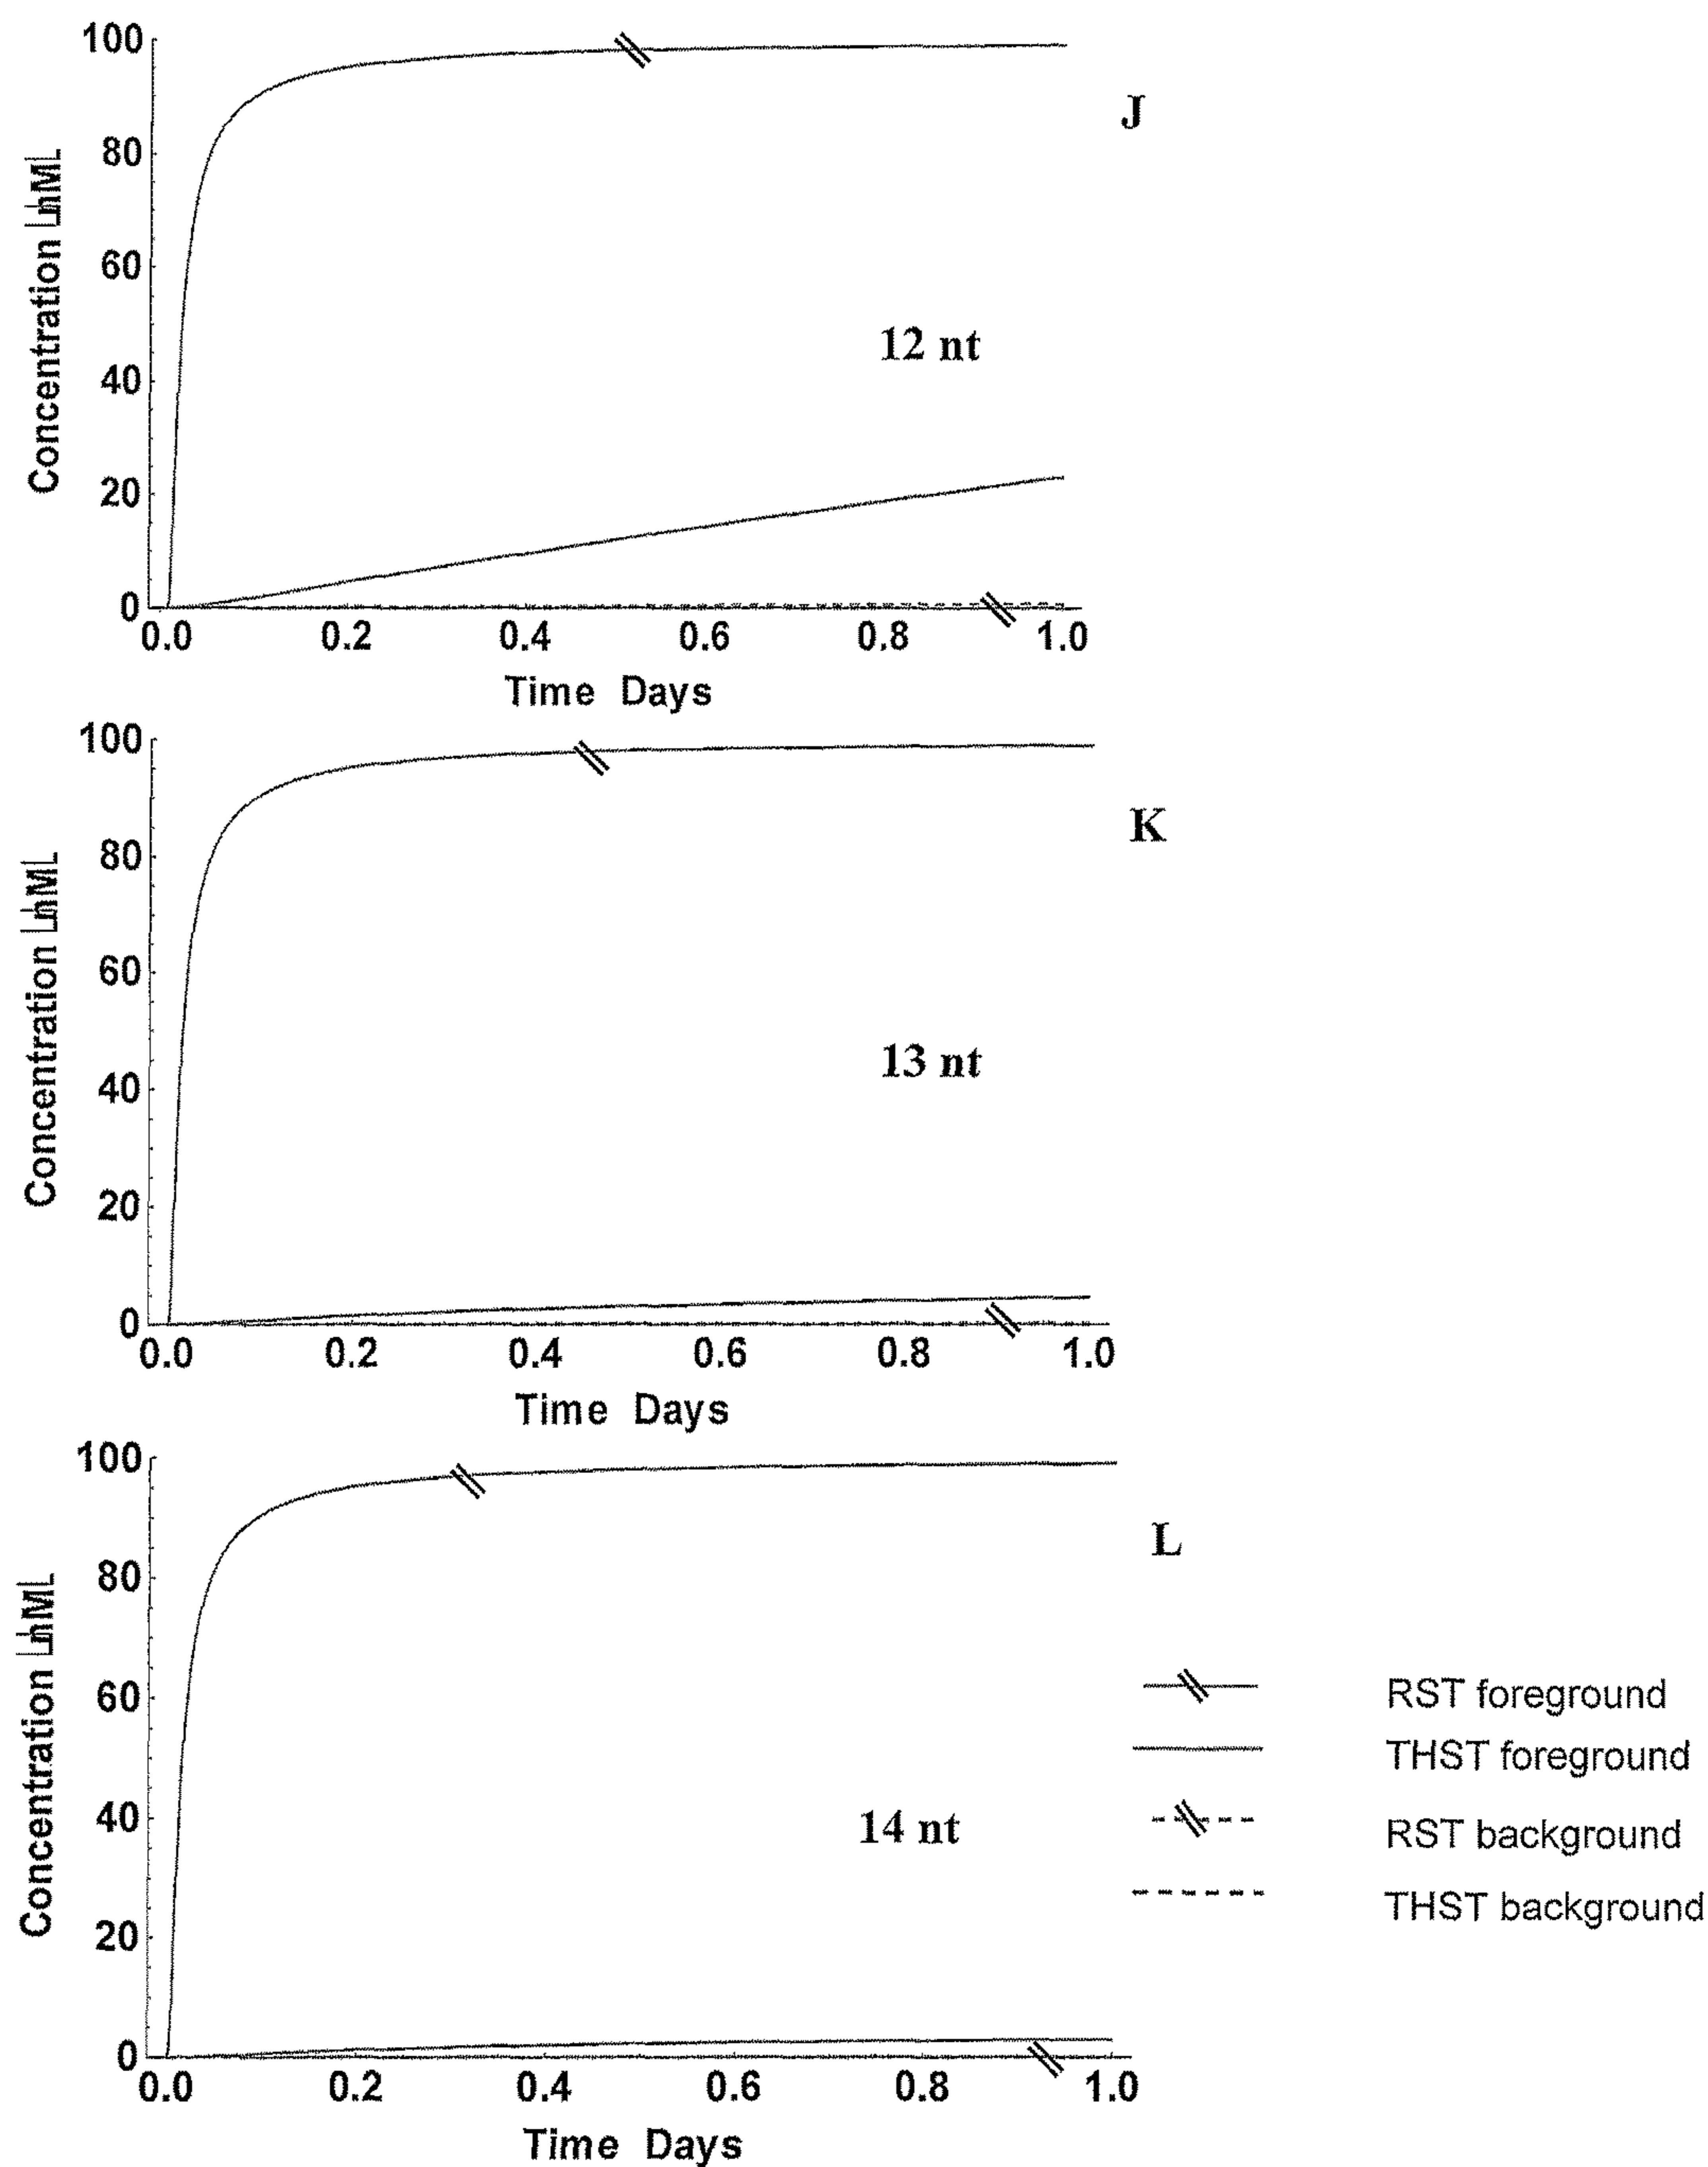 100
80
60
40
20
0
Concentration
J
12 nt
0.0 0.2 0.4 0.6 0.8 1.0
Time Days
100
80
60
40
20
0
Concentration
K
13 nt
0.0 0.2 0.4 0.6 0.8 1.0
Time Days
100
80
60
40
20
0
Concentration
L
14 nt
RST foreground
THST foreground
RST background
THST background
0.0 0.2 0.4 0.6 0.8 1.0
Time Days